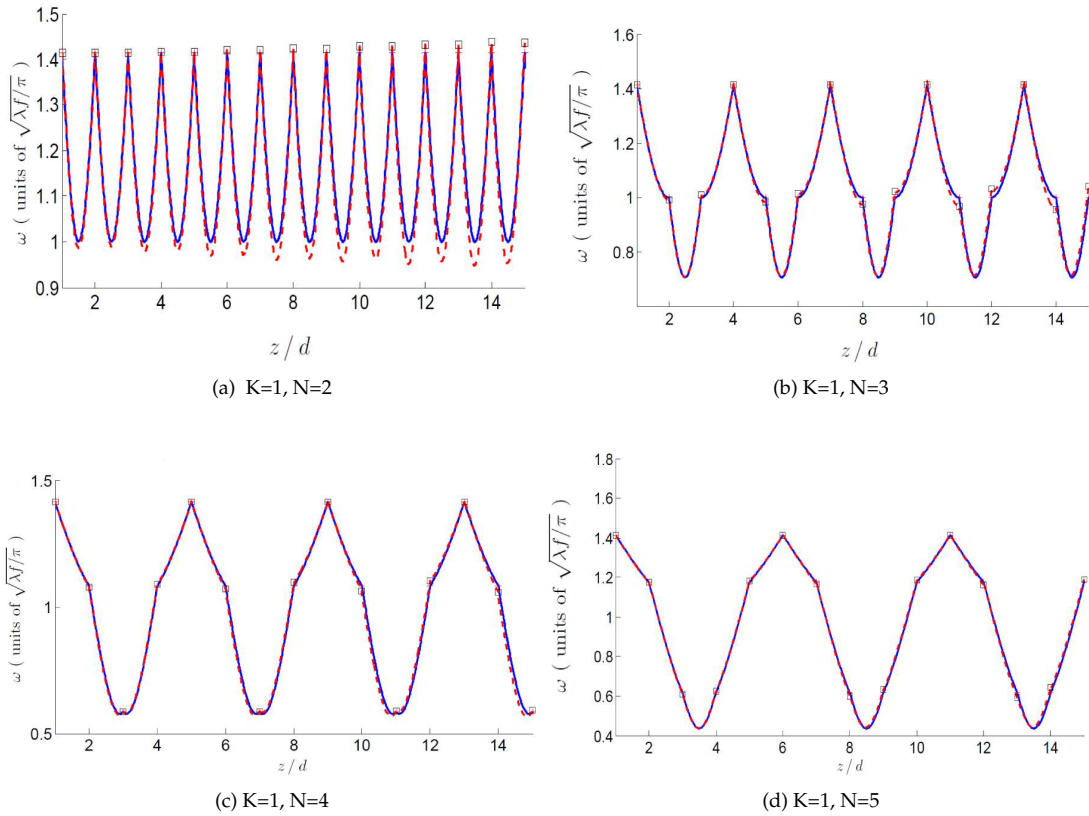 1.5
1.4
1.3
1.2
1.1
1
0.9
ω ( units of √λf/π )
2 4 6 8 10 12 14
z / d
(a) K=1, N=2
1.6
1.4
1.2
1
0.8
ω ( units of √λf/π )
2 4 6 8 10 12 14
z / d
(b) K=1, N=3
1.5
1
0.5
ω ( units of √λf/π )
2 4 6 8 10 12 14
z / d
(c) K=1, N=4
1.8
1.6
1.4
1.2
1
0.8
0.6
0.4
ω ( units of √λf/π )
2 4 6 8 10 12 14
z / d
(d) K=1, N=5